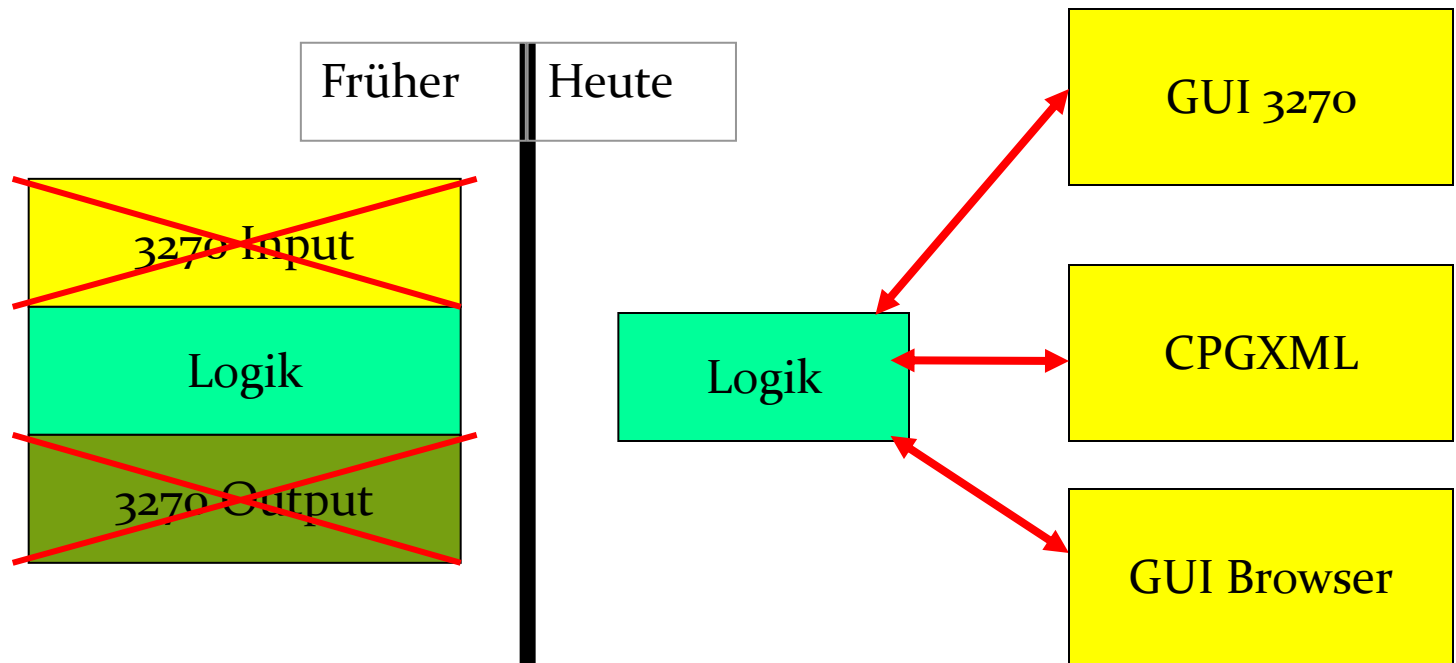 Früher
Heute
3270 Input
Logik
3270 Output
Logik
GUI 3270
CPGXML
GUI Browser